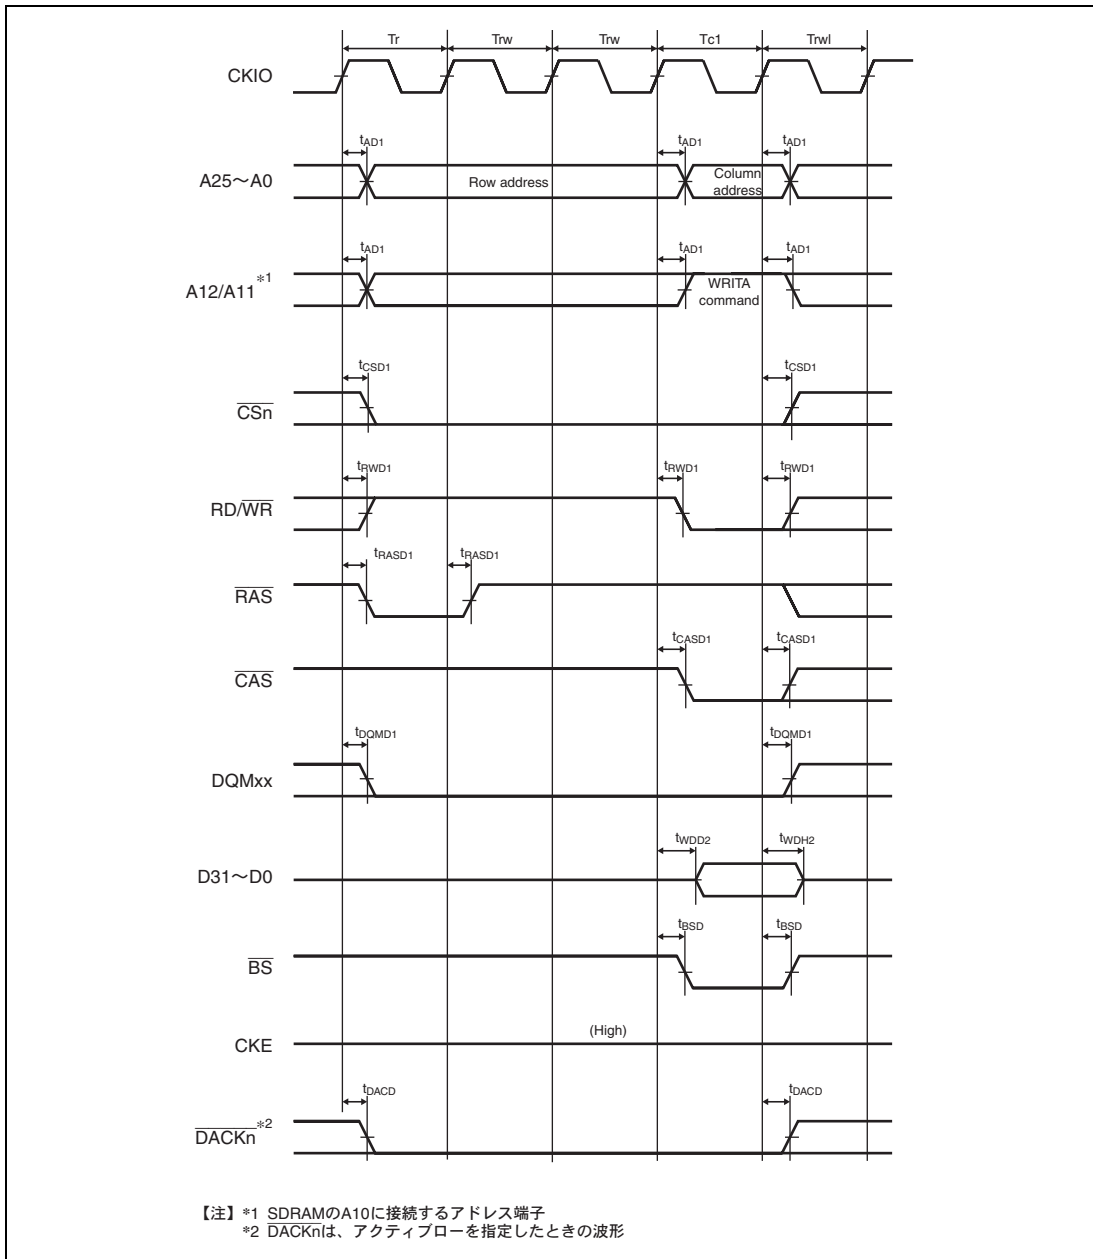 Tr Trw Trw Tc1 Trwl
CKIO
tAD1 tAD1 tAD1
A25～A0 Row address Column address
tAD1 tAD1 tAD1
A12/A11*1 WRITA command
tCSD1 tCSD1
CSn
tRWD1 tRWD1 tRWD1
RD/WR
tRASD1 tRASD1
RAS
tCASD1 tCASD1
CAS
tDQMD1 tDQMD1
DQMxx
tWDD2 tWDH2
D31～D0
tBSD tBSD
BS
(High)
CKE
tDACD tDACD
DACKn*2
【注】*1 SDRAMのA10に接続するアドレス端子
*2 DACKnは、アクティブローを指定したときの波形